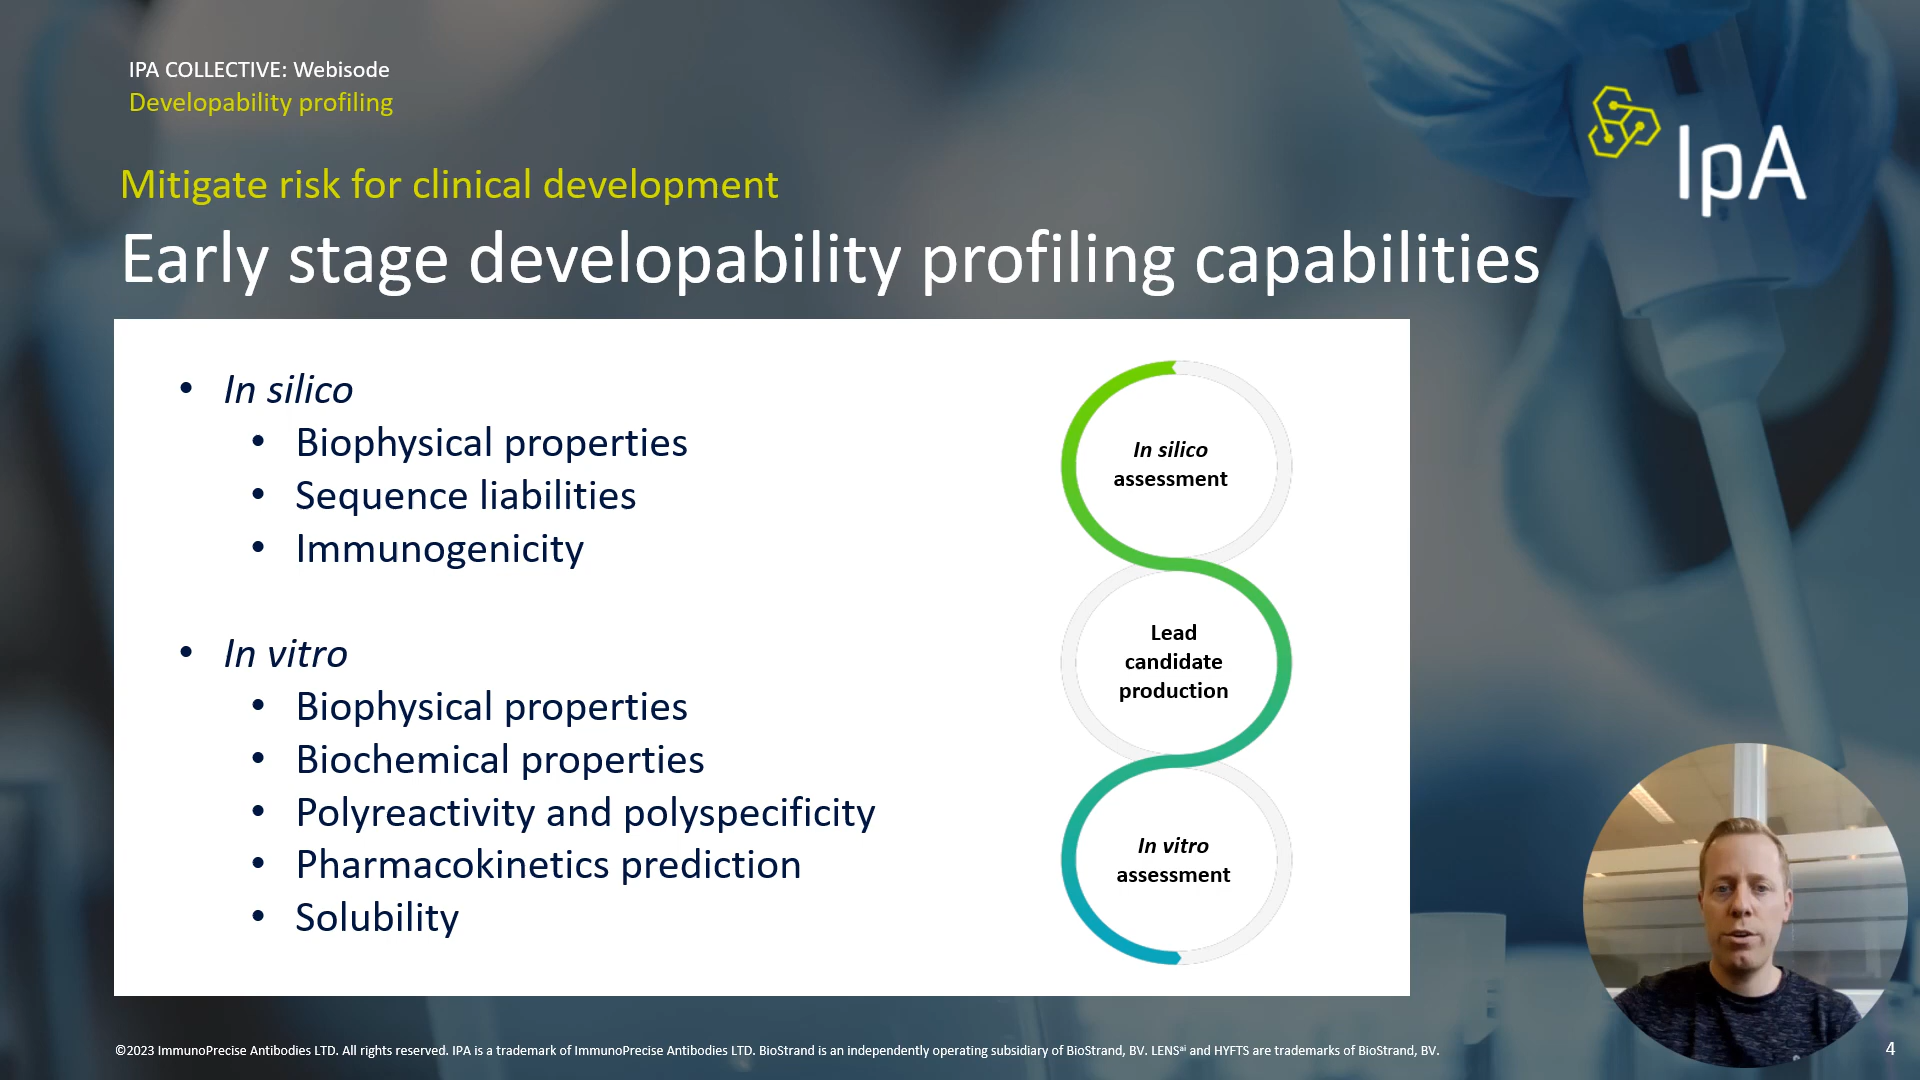 IPA COLLECTIVE: Webisode
Developability profiling
IpA
Mitigate risk for clinical development
Early stage developability profiling capabilities
• In silico
• Biophysical properties
• Sequence liabilities
• Immunogenicity
• In vitro
• Biophysical properties
• Biochemical properties
• Polyreactivity and polyspecificity
• Pharmacokinetics prediction
• Solubility
In silico
assessment
Lead
candidate
production
In vitro
assessment
©2023 ImmunoPrecise Antibodies LTD. All rights reserved. IPA is a trademark of ImmunoPrecise Antibodies LTD. BioStrand is an independently operating subsidiary of BioStrand, BV. LENSᵃⁱ and HYFTS are trademarks of BioStrand, BV.
4